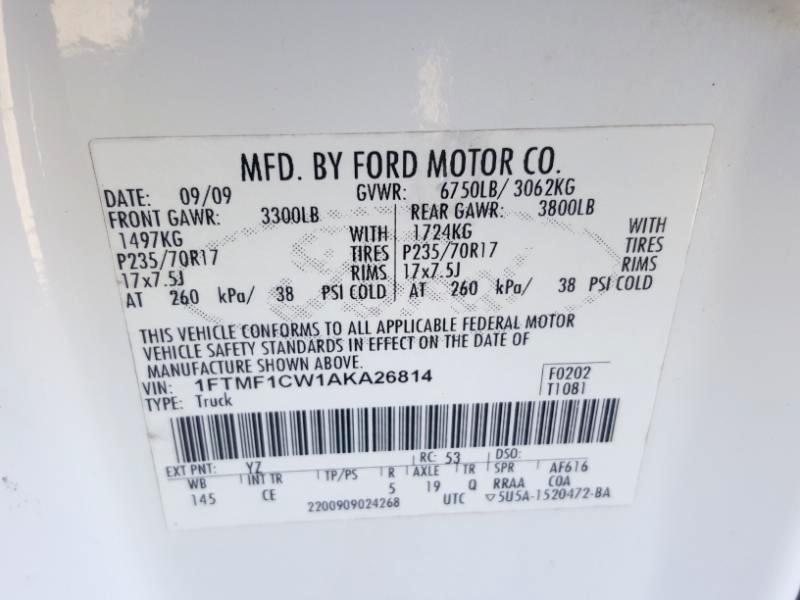 MFD. BY FORD MOTOR CO.
DATE: 09/09 GVWR: 6750LB/ 3062KG
FRONT GAWR: 3300LB REAR GAWR: 3800LB
1497KG WITH 1724KG WITH
P235/70R17 TIRES P235/70R17 TIRES
17x7.5J RIMS 17x7.5J RIMS
AT 260 kPa/ 38 PSI COLD AT 260 kPa/ 38 PSI COLD
THIS VEHICLE CONFORMS TO ALL APPLICABLE FEDERAL MOTOR
VEHICLE SAFETY STANDARDS IN EFFECT ON THE DATE OF
MANUFACTURE SHOWN ABOVE.
VIN: 1FTMF1CW1AKA26814 F0202
TYPE: Truck T1081
EXT PNT: YZ RC: 53 DSO:
WB INT TR TP/PS R AXLE TR SPR AF616
145 CE 5 19 Q RRAA COA
2200909024268 UTC ▽5U5A-1520472-BA